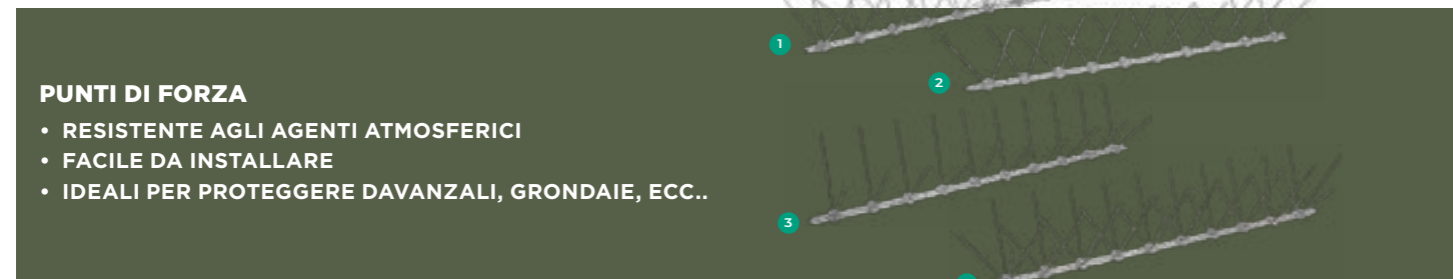 PUNTI DI FORZA
• RESISTENTE AGLI AGENTI ATMOSFERICI
• FACILE DA INSTALLARE
• IDEALI PER PROTEGGERE DAVANZALI, GRONDAIE, ECC..
1
2
3